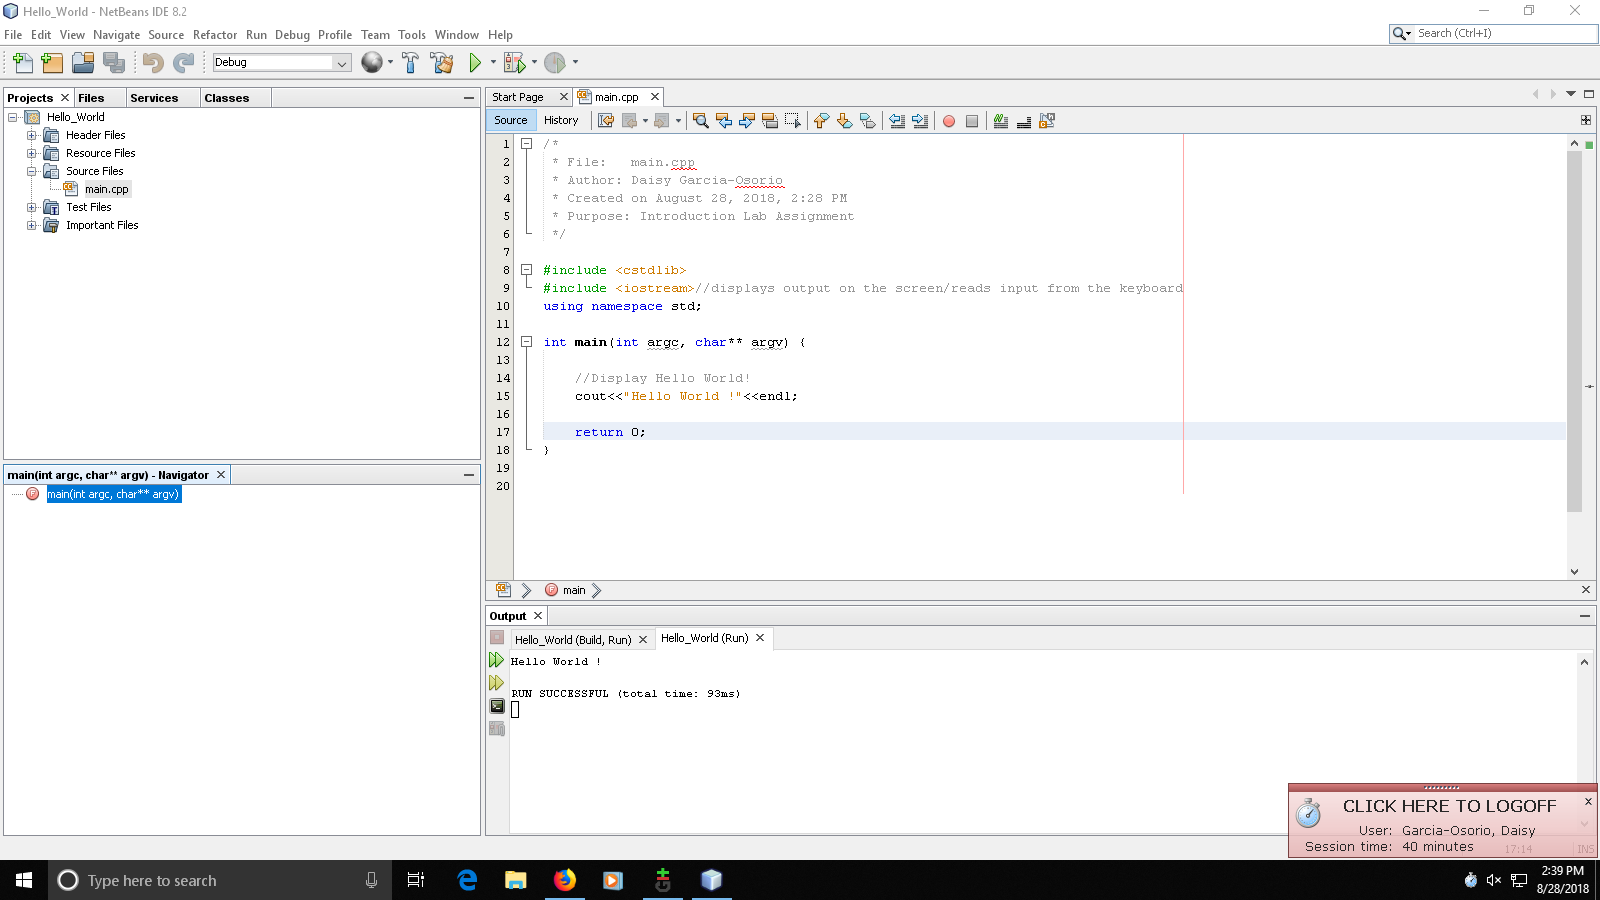 Hello_World - NetBeans IDE 8.2
File Edit View Navigate Source Refactor Run Debug Profile Team Tools Window Help
Search (Ctrl+I)
Debug
Projects Files Services Classes
Hello_World
Header Files
Resource Files
Source Files
main.cpp
Test Files
Important Files
main(int argc, char** argv) - Navigator
main(int argc, char** argv)
Start Page main.cpp
Source History
1 /*
2 * File:   main.cpp
3 * Author: Daisy Garcia-Osorio
4 * Created on August 28, 2018, 2:28 PM
5 * Purpose: Introduction Lab Assignment
6 */
7
8 #include <cstdlib>
9 #include <iostream>//displays output on the screen/reads input from the keyboard
10 using namespace std;
11
12 int main(int argc, char** argv) {
13
14 //Display Hello World!
15 cout<<"Hello World !"<<endl;
16
17 return 0;
18 }
19
20
main
Output
Hello_World (Build, Run) Hello_World (Run)
Hello World !
RUN SUCCESSFUL (total time: 93ms)
CLICK HERE TO LOGOFF
User: Garcia-Osorio, Daisy
Session time: 40 minutes
17:14 INS
Type here to search
2:39 PM
8/28/2018